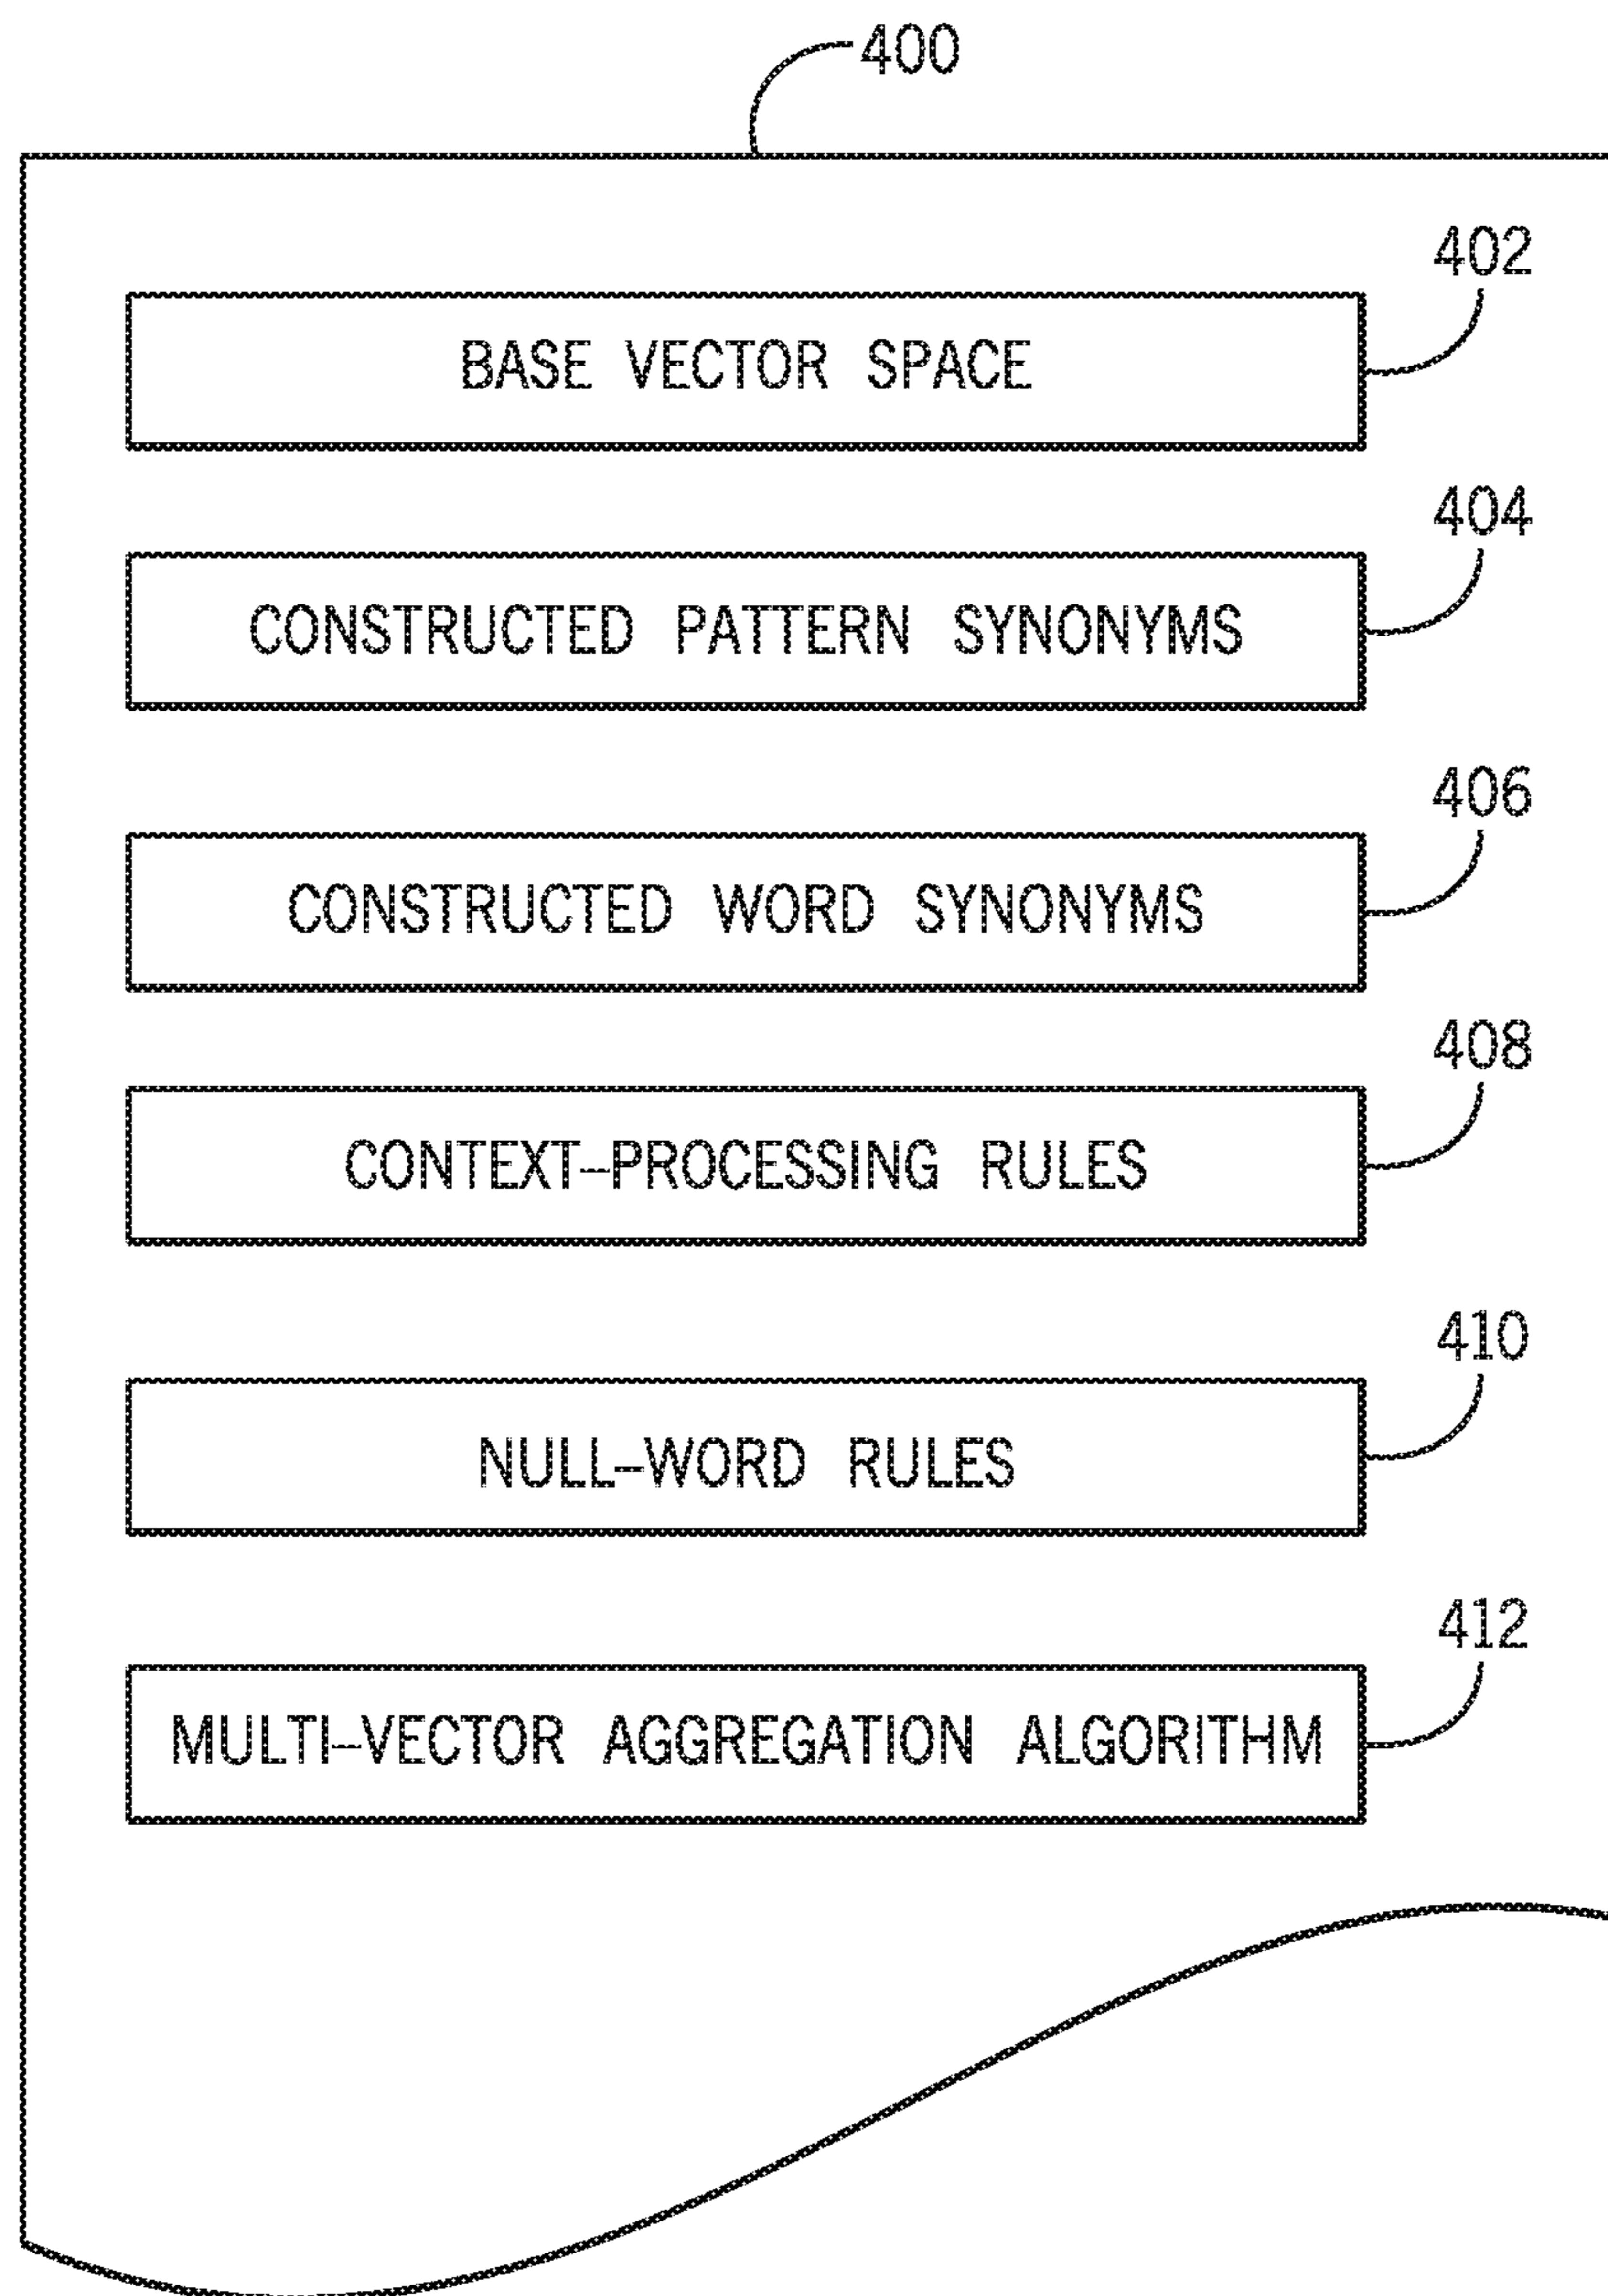 400
402
BASE VECTOR SPACE
404
CONSTRUCTED PATTERN SYNONYMS
406
CONSTRUCTED WORD SYNONYMS
408
CONTEXT-PROCESSING RULES
410
NULL-WORD RULES
412
MULTI-VECTOR AGGREGATION ALGORITHM